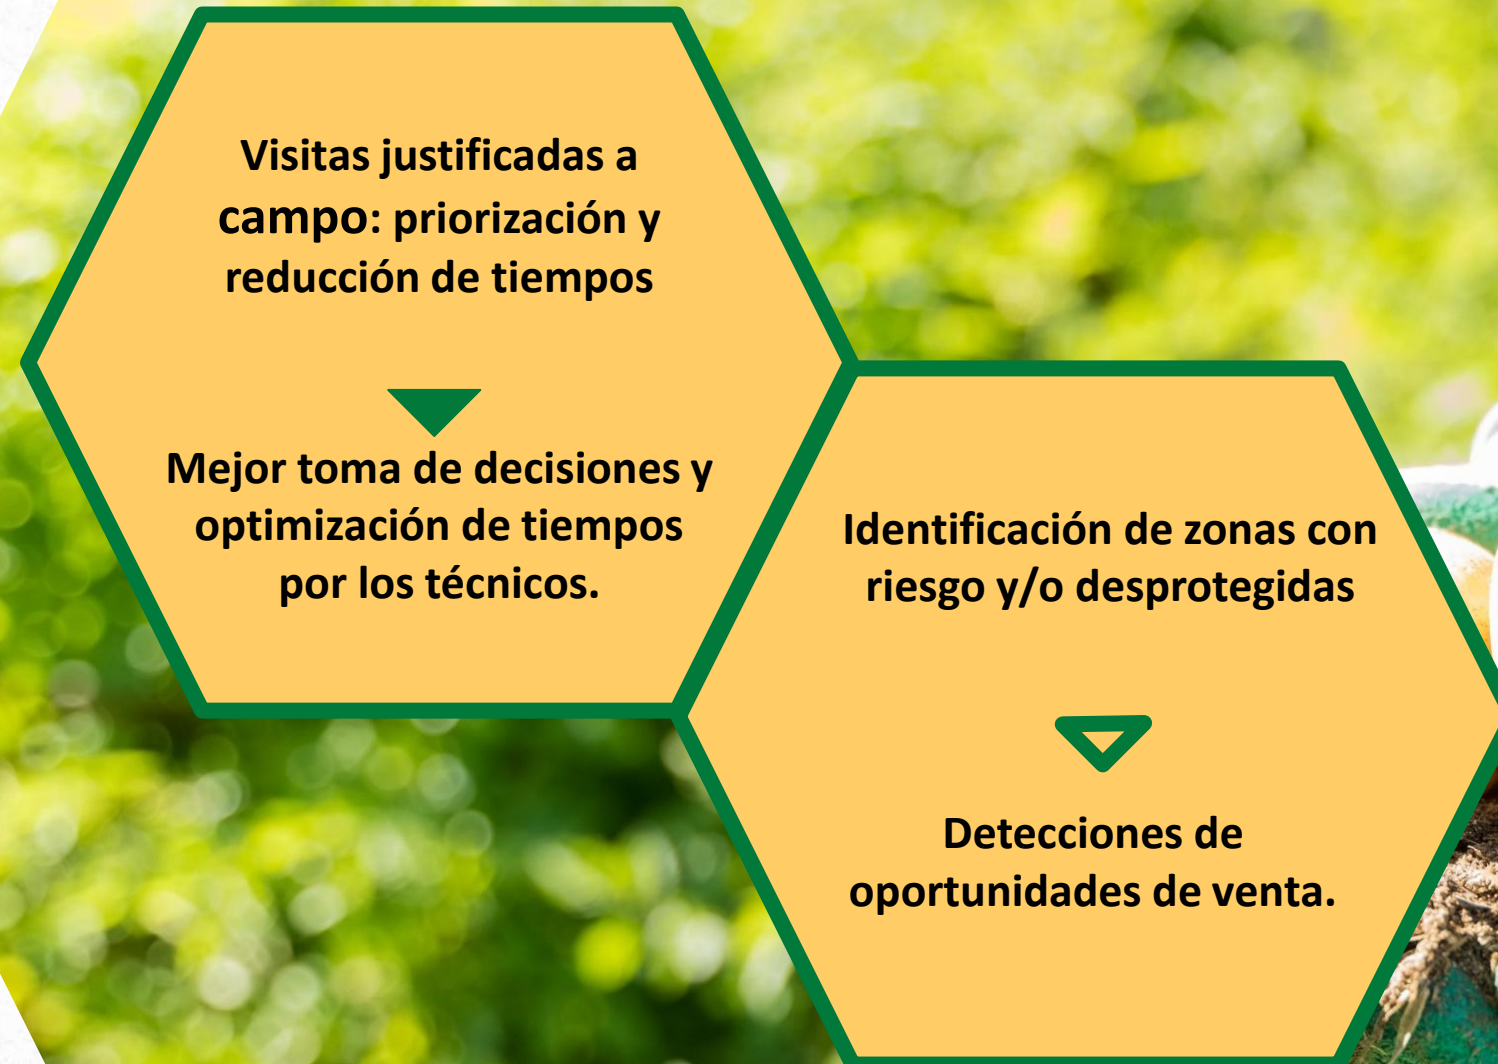 Visitas justificadas a
campo: priorización y
reducción de tiempos
Mejor toma de decisiones y
optimización de tiempos
por los técnicos.
Identificación de zonas con
riesgo y/o desprotegidas
Detecciones de
oportunidades de venta.